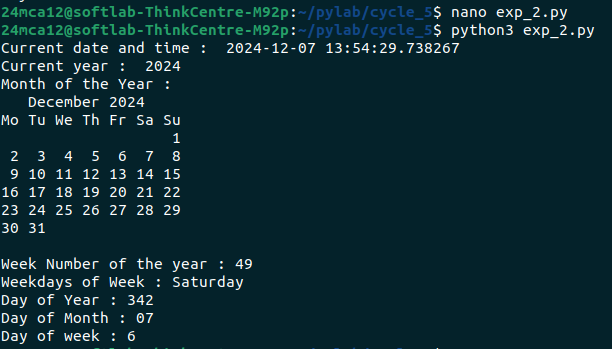 24mca12@softlab-ThinkCentre-M92p:~/pylab/cycle_5$ nano exp_2.py
24mca12@softlab-ThinkCentre-M92p:~/pylab/cycle_5$ python3 exp_2.py
Current date and time :  2024-12-07 13:54:29.738267
Current year :  2024
Month of the Year :
   December 2024
Mo Tu We Th Fr Sa Su
                   1
 2  3  4  5  6  7  8
 9 10 11 12 13 14 15
16 17 18 19 20 21 22
23 24 25 26 27 28 29
30 31

Week Number of the year : 49
Weekdays of Week : Saturday
Day of Year : 342
Day of Month : 07
Day of week : 6